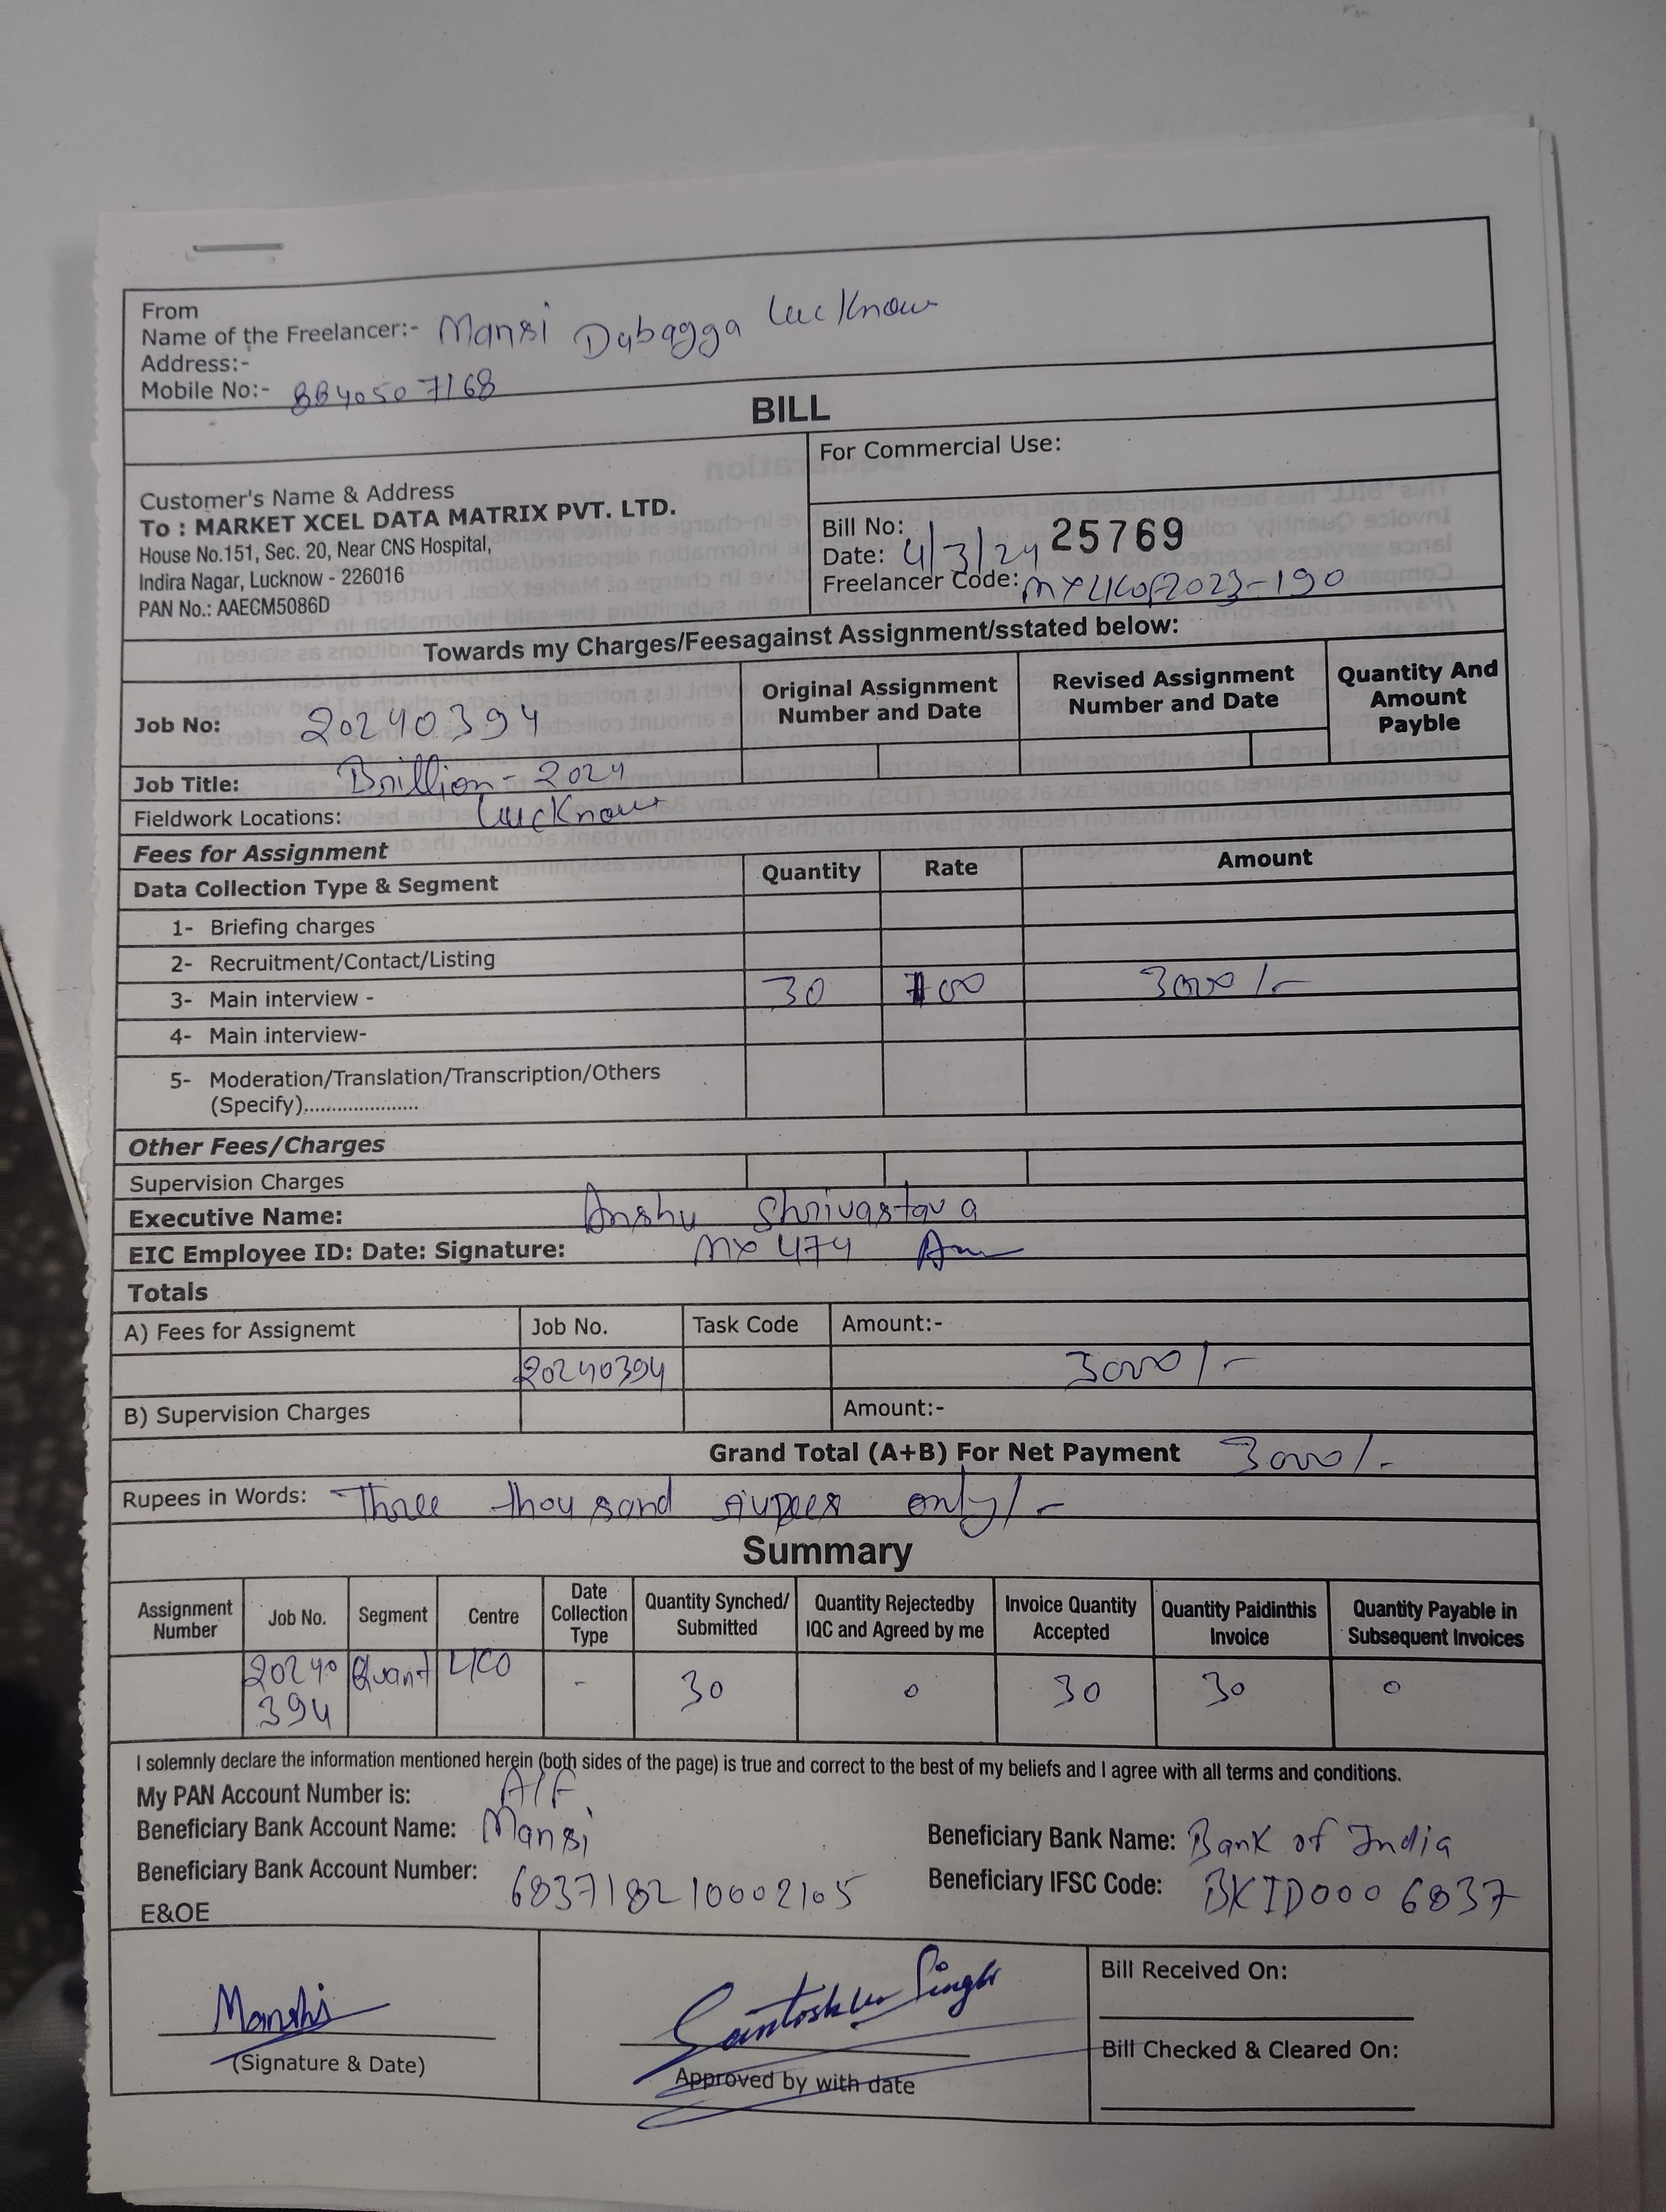 From
Name of the Freelancer:- Mansi Dubagga Lucknow
Address:-
Mobile No:- 8840507168
BILL
For Commercial Use:
Customer's Name & Address
To : MARKET XCEL DATA MATRIX PVT. LTD.
House No.151, Sec. 20, Near CNS Hospital,
Indira Nagar, Lucknow - 226016
PAN No.: AAECM5086D
Bill No: 25769
Date: 4/3/24
Freelancer Code: MXLKOF2023-190
Towards my Charges/Feesagainst Assignment/sstated below:
Job No: 20240394
Original Assignment Number and Date
Revised Assignment Number and Date
Quantity And Amount Payble
Job Title: Brillion-2024
Fieldwork Locations: Lucknow
Fees for Assignment
Data Collection Type & Segment Quantity Rate Amount
1- Briefing charges
2- Recruitment/Contact/Listing
3- Main interview - 30 100 3000/-
4- Main interview-
5- Moderation/Translation/Transcription/Others
(Specify).....................
Other Fees/Charges
Supervision Charges
Executive Name: Anshu Shrivastava
EIC Employee ID: Date: Signature: MX474
Totals
A) Fees for Assignemt Job No. Task Code Amount:-
20240394 3000/-
B) Supervision Charges Amount:-
Grand Total (A+B) For Net Payment 3000/-
Rupees in Words: Three thousand rupees only/-
Summary
Assignment Number
Job No.
Segment
Centre
Date Collection Type
Quantity Synched/ Submitted
Quantity Rejectedby IQC and Agreed by me
Invoice Quantity Accepted
Quantity Paidinthis Invoice
Quantity Payable in Subsequent Invoices
20240394 Quant LKO - 30 0 30 30 0
I solemnly declare the information mentioned herein (both sides of the page) is true and correct to the best of my beliefs and I agree with all terms and conditions.
My PAN Account Number is: A/F
Beneficiary Bank Account Name: Mansi
Beneficiary Bank Name: Bank of India
Beneficiary Bank Account Number: 683718210002105
Beneficiary IFSC Code: BKID0006837
E&OE
Manshi
(Signature & Date)
Santosh Kr Singh
Approved by with date
Bill Received On:
Bill Checked & Cleared On: